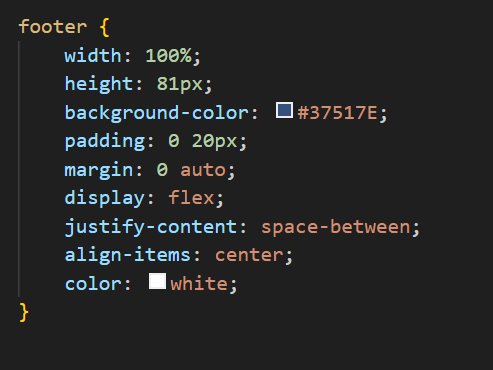 footer {
    width: 100%;
    height: 81px;
    background-color: #37517E;
    padding: 0 20px;
    margin: 0 auto;
    display: flex;
    justify-content: space-between;
    align-items: center;
    color: white;
}